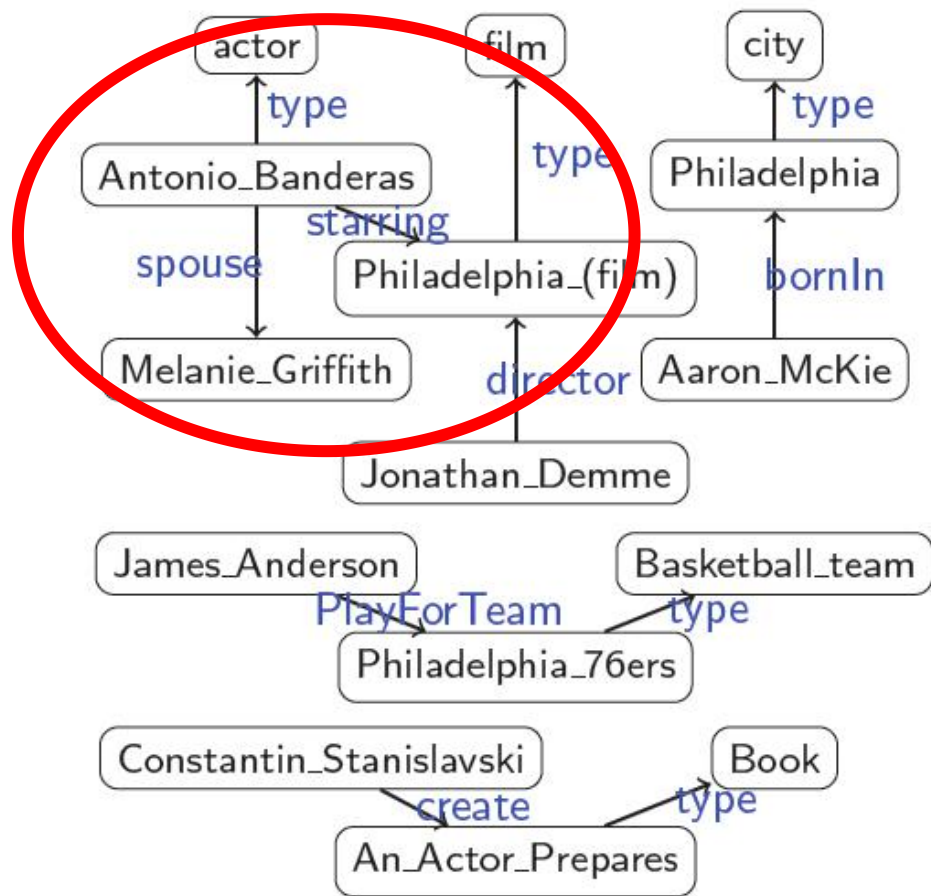 actor film city
type type
type
Antonio_Banderas Philadelphia
starring
spouse Philadelphia_(film) bornIn
Melanie_Griffith director Aaron_McKie
Jonathan_Demme
James_Anderson Basketball_team
PlayForTeam type
Philadelphia_76ers
Constantin_Stanislavski Book
create type
An_Actor_Prepares